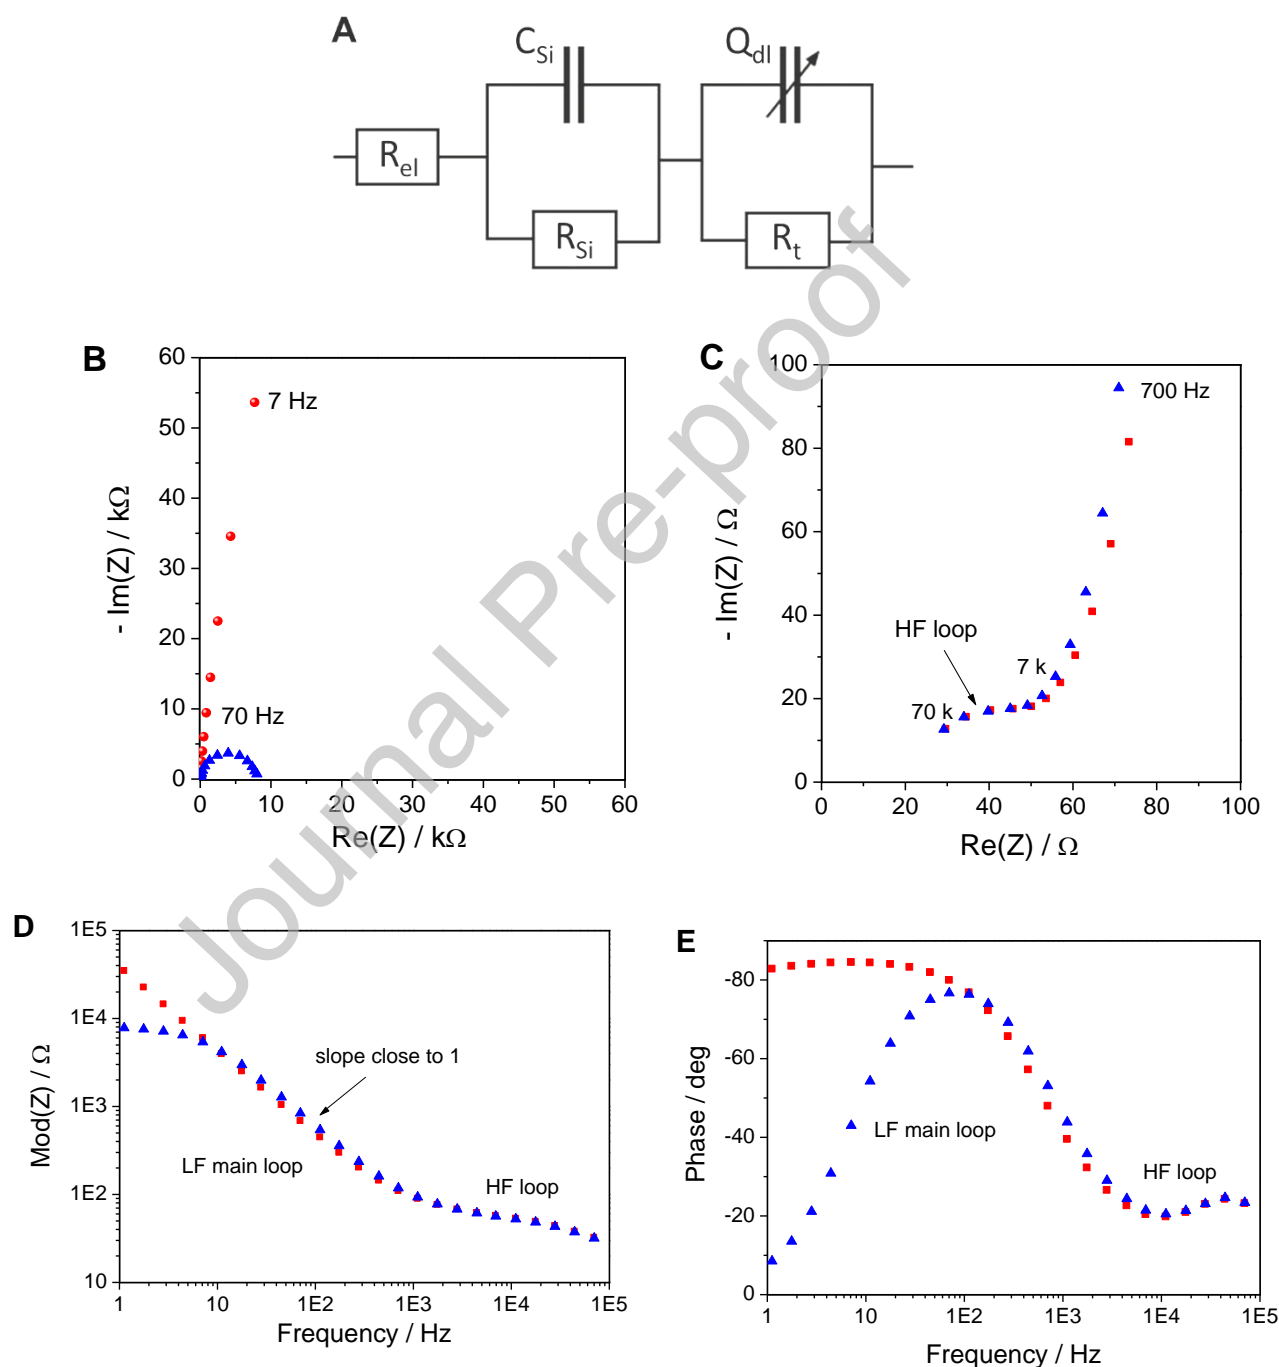 A
C_Si
Q_dl
R_el
R_Si
R_t
B
60
50
40
30
20
10
0
- Im(Z) / kΩ
7 Hz
70 Hz
0 10 20 30 40 50 60
Re(Z) / kΩ
C
100
80
60
40
20
0
- Im(Z) / Ω
700 Hz
HF loop
7 k
70 k
0 20 40 60 80 100
Re(Z) / Ω
Journal Pre-proof
D
1E5
1E4
1E3
1E2
10
Mod(Z) / Ω
slope close to 1
LF main loop
HF loop
1 10 1E2 1E3 1E4 1E5
Frequency / Hz
E
-80
-60
-40
-20
0
Phase / deg
LF main loop
HF loop
1 10 1E2 1E3 1E4 1E5
Frequency / Hz